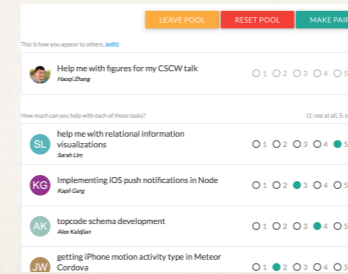 LEAVE POOL RESET POOL MAKE PAIR
This is how you appear to others. (edit)
Help me with figures for my CSCW talk
Haoqi Zhang
1 2 3 4 5
How much can you help with each of these tasks? (1: not at all, 5: t
SL help me with relational information
visualizations
Sarah Lim
1 2 3 4 5
KG Implementing iOS push notifications in Node
Kapil Garg
1 2 3 4 5
AK topcode schema development
Alex Kaldjian
1 2 3 4 5
JW getting iPhone motion activity type in Meteor
Cordova
1 2 3 4 5